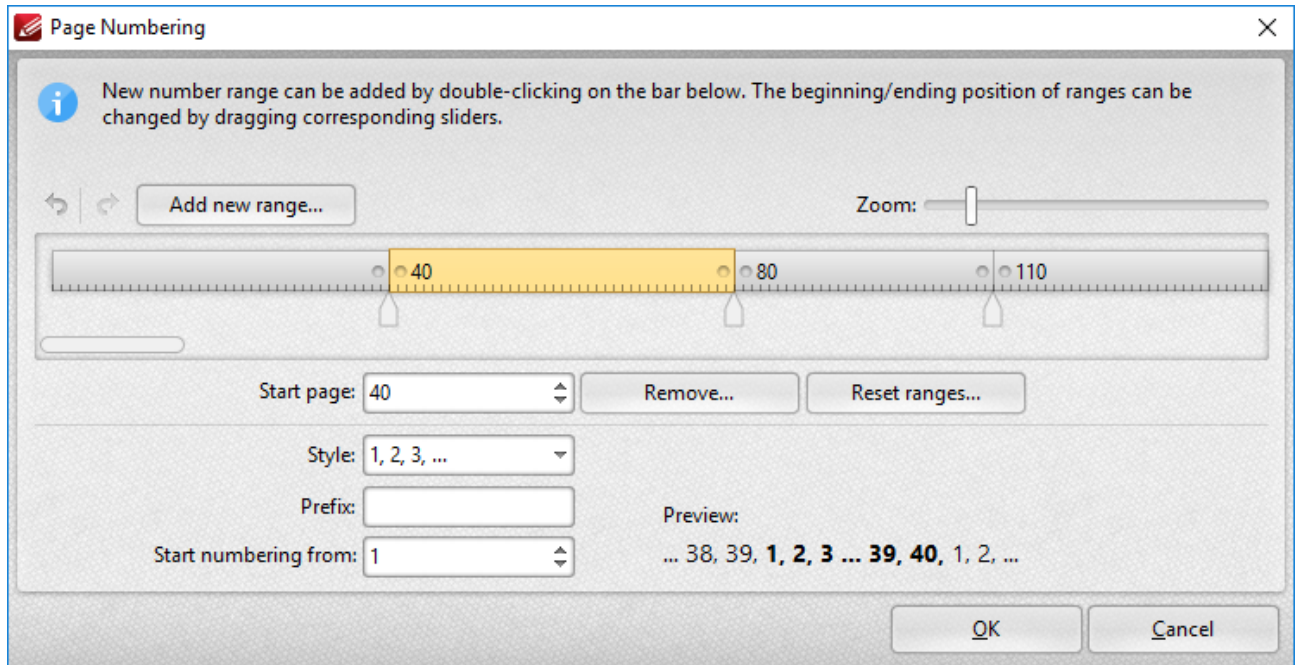 Page Numbering
New number range can be added by double-clicking on the bar below. The beginning/ending position of ranges can be
changed by dragging corresponding sliders.
Add new range...
Zoom:
40
80
110
Start page: 40
Remove...
Reset ranges...
Style: 1, 2, 3, ...
Prefix:
Preview:
Start numbering from: 1
... 38, 39, 1, 2, 3 ... 39, 40, 1, 2, ...
OK
Cancel